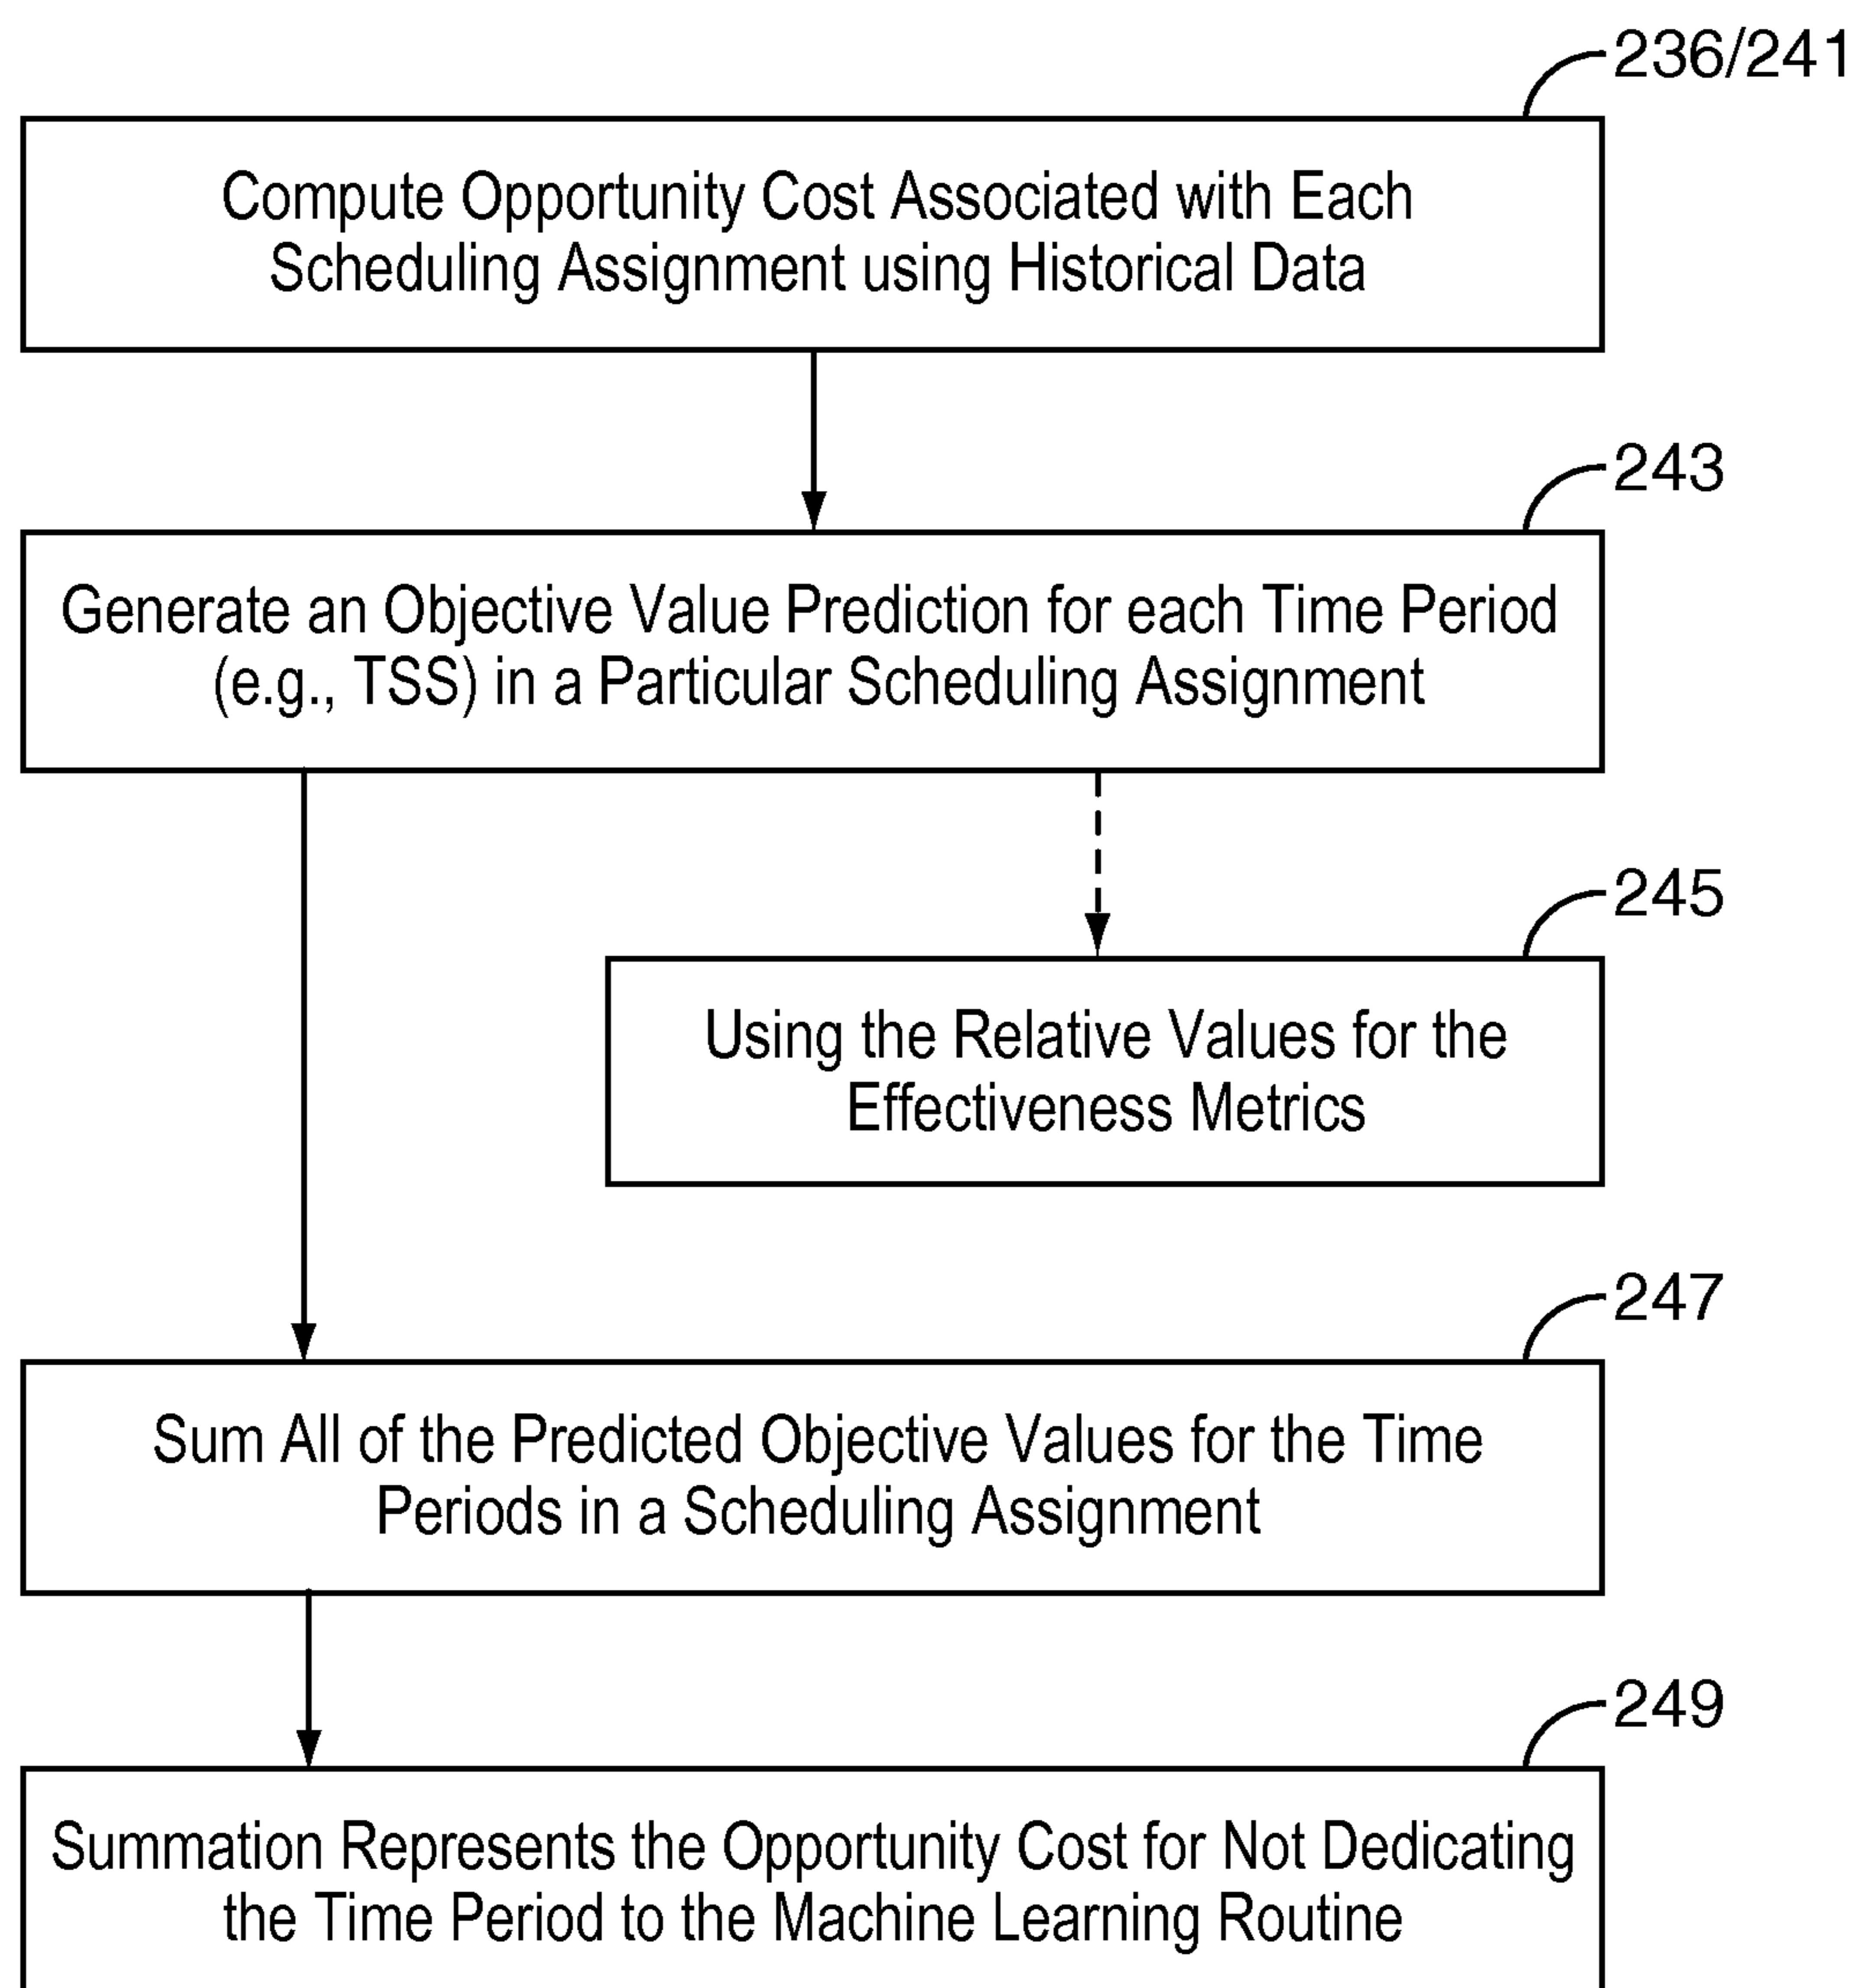 236/241
Compute Opportunity Cost Associated with Each
Scheduling Assignment using Historical Data
243
Generate an Objective Value Prediction for each Time Period
(e.g., TSS) in a Particular Scheduling Assignment
245
Using the Relative Values for the
Effectiveness Metrics
247
Sum All of the Predicted Objective Values for the Time
Periods in a Scheduling Assignment
249
Summation Represents the Opportunity Cost for Not Dedicating
the Time Period to the Machine Learning Routine